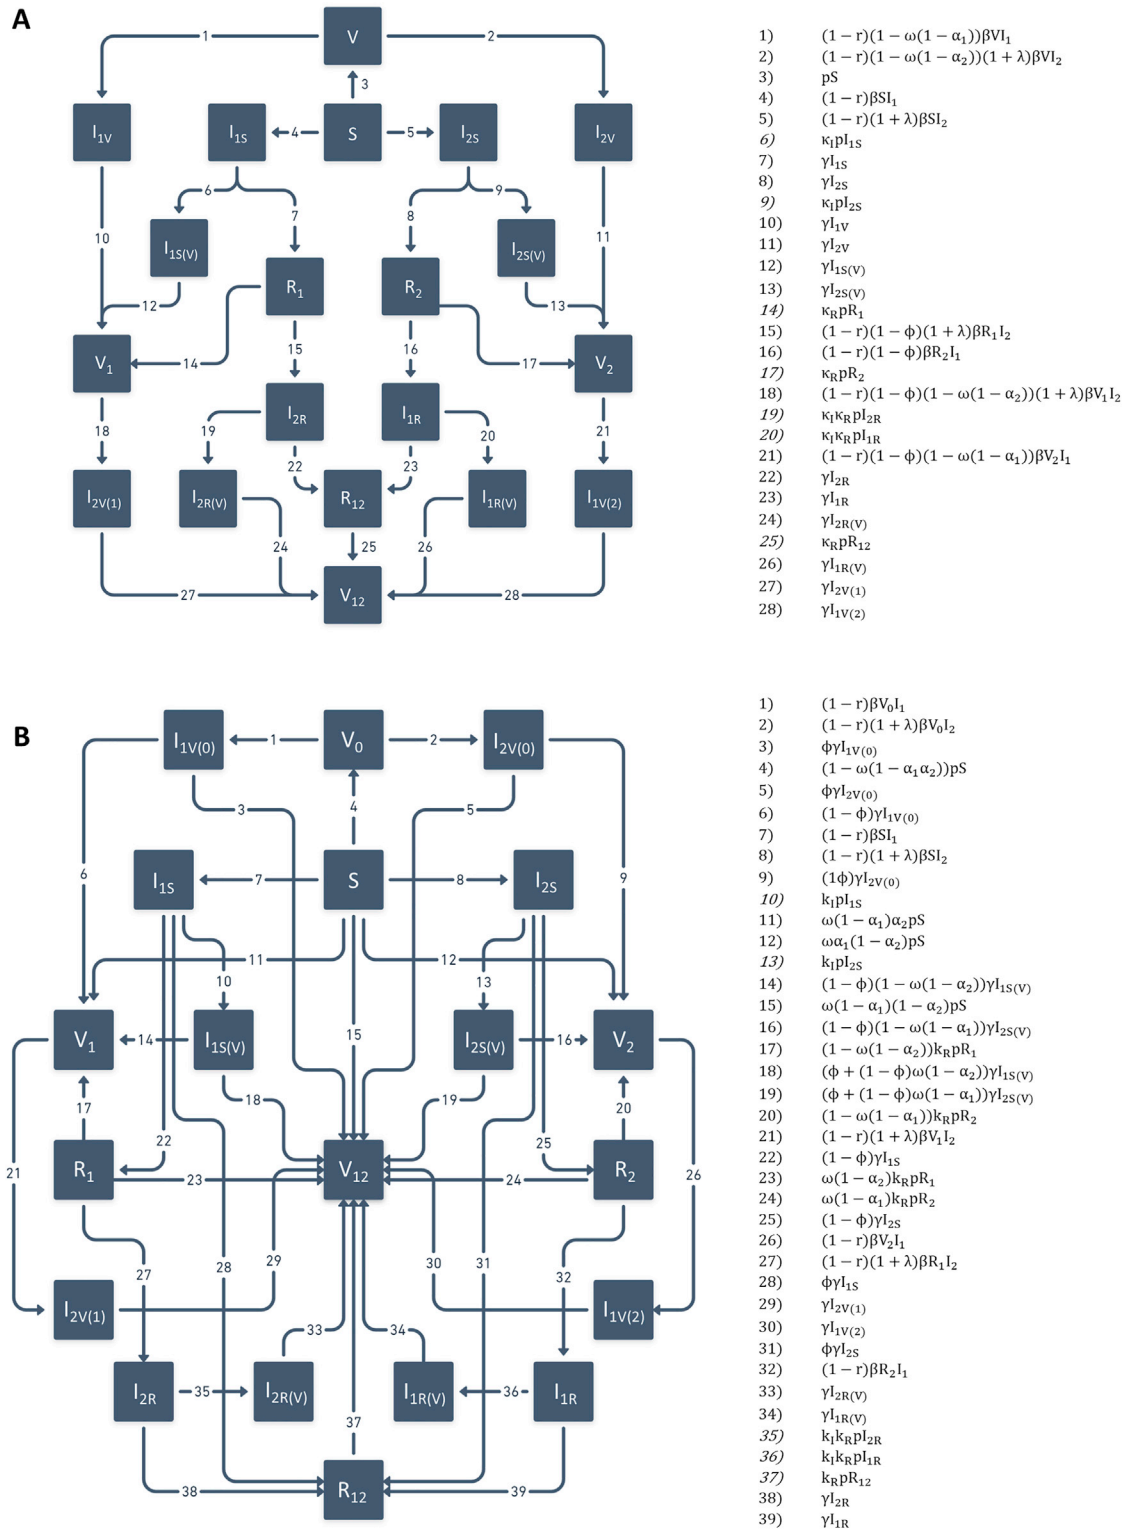 A
V
1
2
3
I1V
I1S
4
S
5
I2S
I2V
6
7
8
9
10
11
I1S(V)
I2S(V)
R1
R2
12
13
V1
14
15
16
17
V2
18
19
I2R
I1R
20
21
22
23
I2V(1)
I2R(V)
R12
I1R(V)
I1V(2)
24
25
26
27
V12
28
1) (1 − r)(1 − ω(1 − α1))βVI1
2) (1 − r)(1 − ω(1 − α2))(1 + λ)βVI2
3) pS
4) (1 − r)βSI1
5) (1 − r)(1 + λ)βSI2
6) κIpI1S
7) γI1S
8) γI2S
9) κIpI2S
10) γI1V
11) γI2V
12) γI1S(V)
13) γI2S(V)
14) κRpR1
15) (1 − r)(1 − ϕ)(1 + λ)βR1I2
16) (1 − r)(1 − ϕ)βR2I1
17) κRpR2
18) (1 − r)(1 − ϕ)(1 − ω(1 − α2))(1 + λ)βV1I2
19) κIκRpI2R
20) κIκRpI1R
21) (1 − r)(1 − ϕ)(1 − ω(1 − α1))βV2I1
22) γI2R
23) γI1R
24) γI2R(V)
25) κRpR12
26) γI1R(V)
27) γI2V(1)
28) γI1V(2)
B
I1V(0)
1
V0
2
I2V(0)
3
4
5
6
I1S
7
S
8
I2S
9
11
12
10
13
V1
14
I1S(V)
15
I2S(V)
16
V2
17
18
19
20
22
25
21
R1
23
V12
24
R2
26
27
28
29
30
31
32
I2V(1)
I1V(2)
33
34
I2R
35
I2R(V)
I1R(V)
36
I1R
37
38
R12
39
1) (1 − r)βV0I1
2) (1 − r)(1 + λ)βV0I2
3) ϕγI1V(0)
4) (1 − ω(1 − α1α2))pS
5) ϕγI2V(0)
6) (1 − ϕ)γI1V(0)
7) (1 − r)βSI1
8) (1 − r)(1 + λ)βSI2
9) (1ϕ)γI2V(0)
10) kIpI1S
11) ω(1 − α1)α2pS
12) ωα1(1 − α2)pS
13) kIpI2S
14) (1 − ϕ)(1 − ω(1 − α2))γI1S(V)
15) ω(1 − α1)(1 − α2)pS
16) (1 − ϕ)(1 − ω(1 − α1))γI2S(V)
17) (1 − ω(1 − α2))kRpR1
18) (ϕ + (1 − ϕ)ω(1 − α2))γI1S(V)
19) (ϕ + (1 − ϕ)ω(1 − α1))γI2S(V)
20) (1 − ω(1 − α1))kRpR2
21) (1 − r)(1 + λ)βV1I2
22) (1 − ϕ)γI1S
23) ω(1 − α2)kRpR1
24) ω(1 − α1)kRpR2
25) (1 − ϕ)γI2S
26) (1 − r)βV2I1
27) (1 − r)(1 + λ)βR1I2
28) ϕγI1S
29) γI2V(1)
30) γI1V(2)
31) ϕγI2S
32) (1 − r)βR2I1
33) γI2R(V)
34) γI1R(V)
35) kIkRpI2R
36) kIkRpI1R
37) kRpR12
38) γI2R
39) γI1R